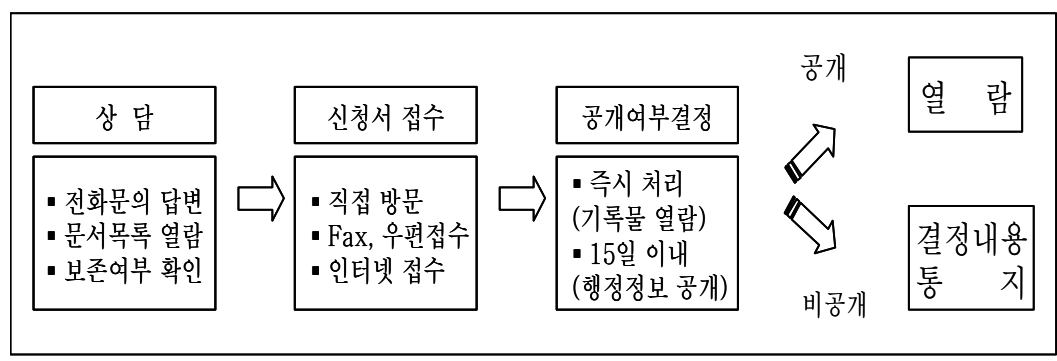 상 담
▪ 전화문의 답변
▪ 문서목록 열람
▪ 보존여부 확인
신청서 접수
▪ 직접 방문
▪ Fax, 우편접수
▪ 인터넷 접수
공개여부결정
▪ 즉시 처리
(기록물 열람)
▪ 15일 이내
(행정정보 공개)
공개
열 람
비공개
결정내용
통 지